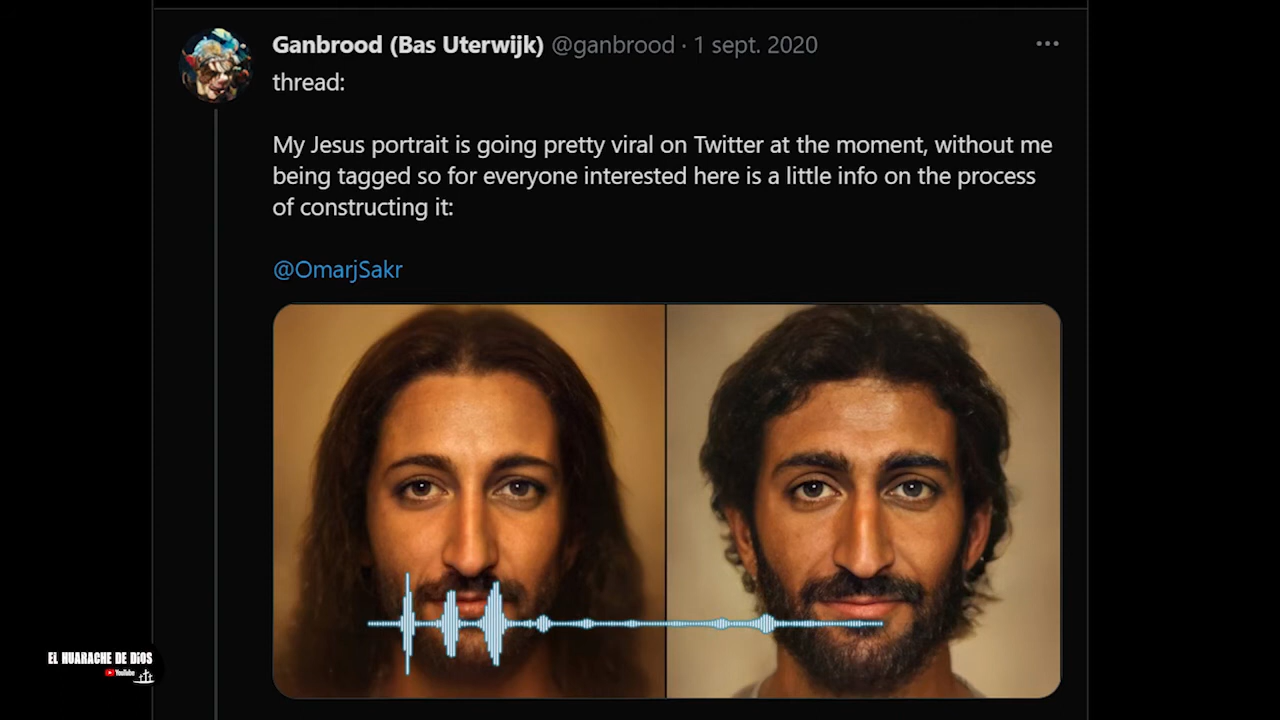 Ganbrood (Bas Uterwijk) @ganbrood · 1 sept. 2020
thread:
My Jesus portrait is going pretty viral on Twitter at the moment, without me
being tagged so for everyone interested here is a little info on the process
of constructing it:
@OmarjSakr
EL HUARACHE DE DiOS
YouTube